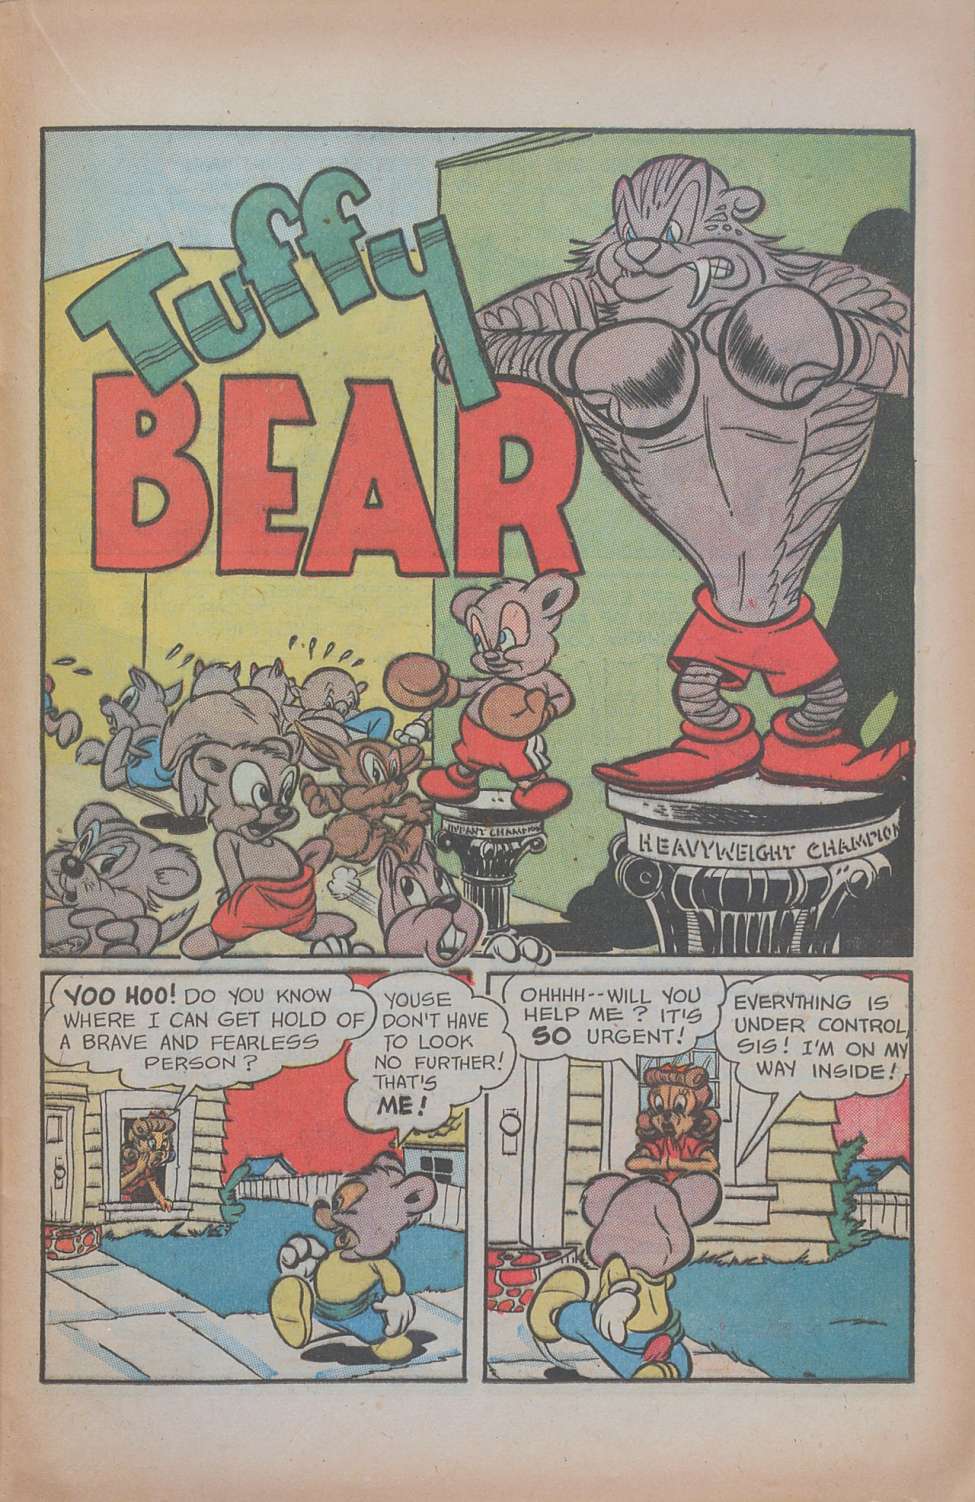 Tuffy
BEAR
INFANT CHAMPION
HEAVYWEIGHT CHAMPION
YOO HOO! DO YOU KNOW
WHERE I CAN GET HOLD OF
A BRAVE AND FEARLESS
PERSON?
YOUSE
DON'T HAVE
TO LOOK
NO FURTHER!
THAT'S
ME!
OHHHH--WILL YOU
HELP ME? IT'S
SO URGENT!
EVERYTHING IS
UNDER CONTROL,
SIS! I'M ON MY
WAY INSIDE!